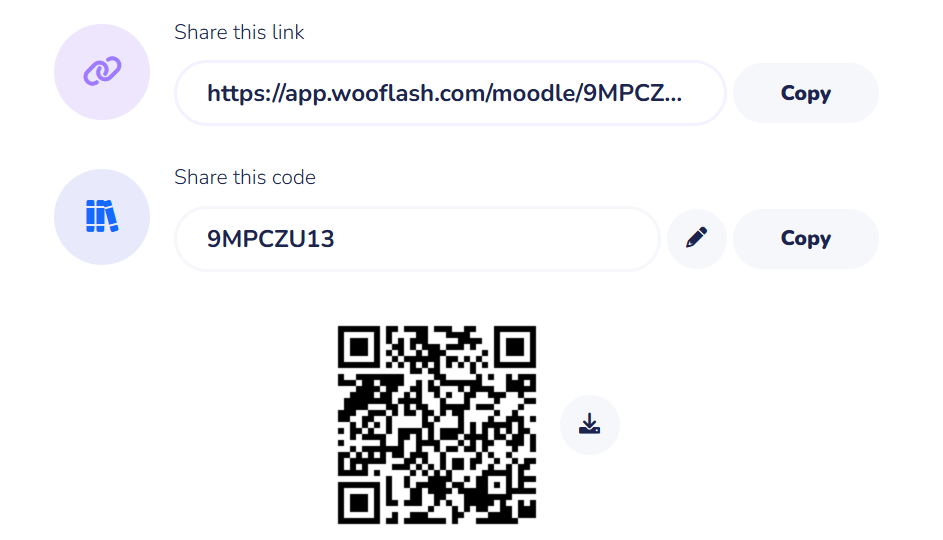 Share this link
https://app.wooflash.com/moodle/9MPCZ...
Copy
Share this code
9MPCZU13
Copy